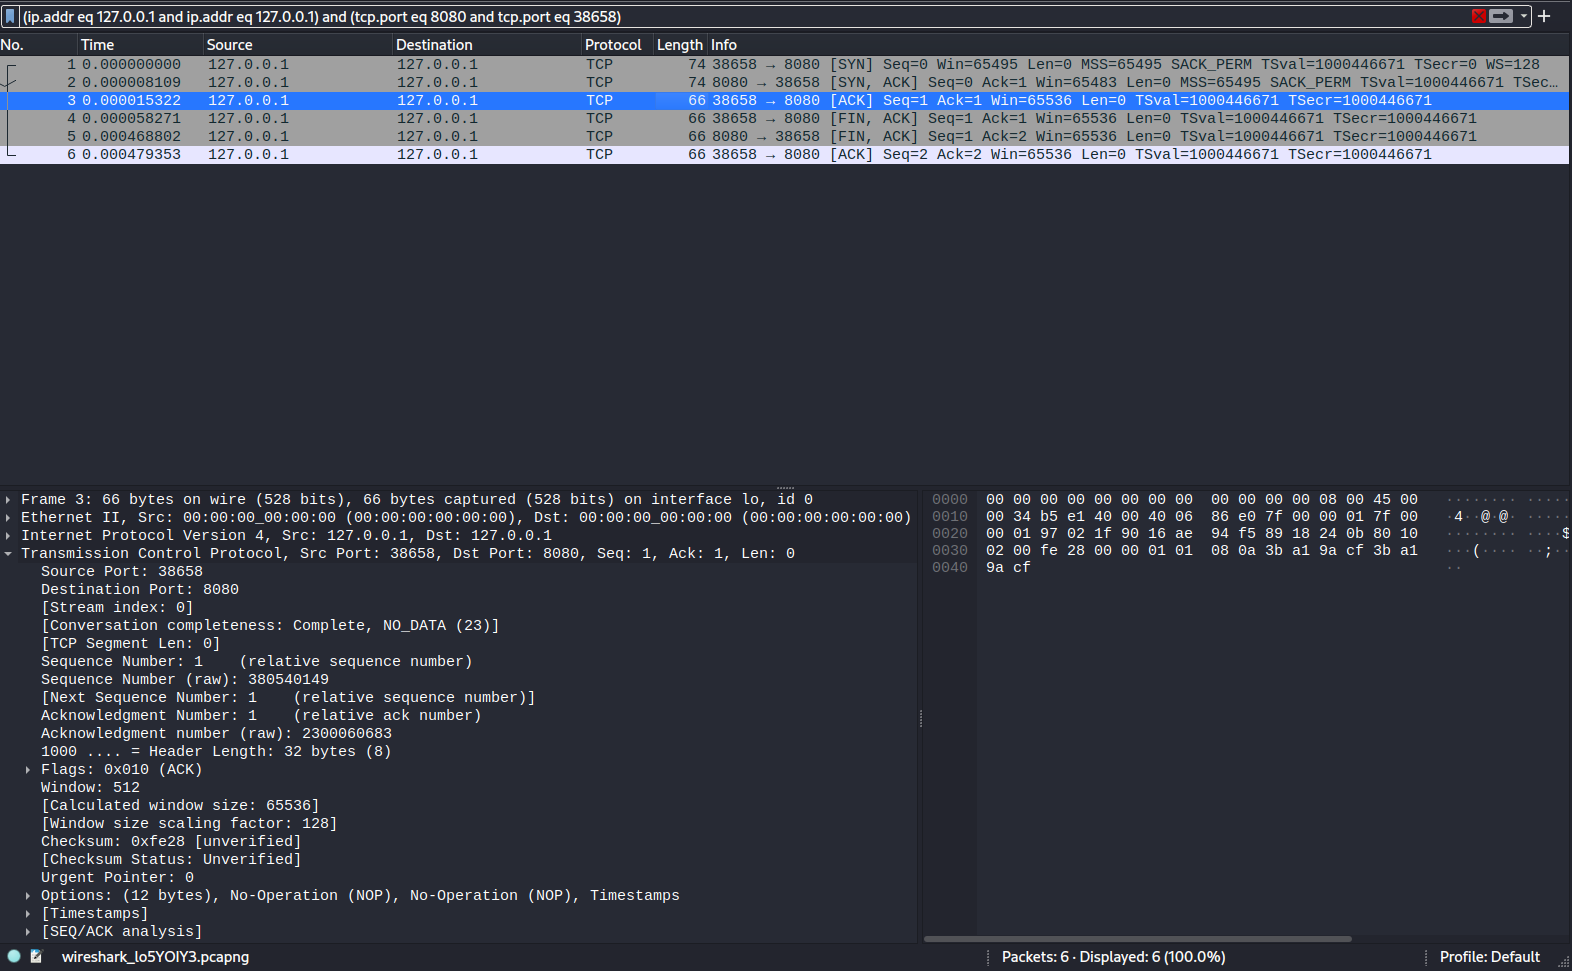 (ip.addr eq 127.0.0.1 and ip.addr eq 127.0.0.1) and (tcp.port eq 8080 and tcp.port eq 38658)
No. Time Source Destination Protocol Length Info
1 0.000000000 127.0.0.1 127.0.0.1 TCP 74 38658 → 8080 [SYN] Seq=0 Win=65495 Len=0 MSS=65495 SACK_PERM TSval=1000446671 TSecr=0 WS=128
2 0.000008109 127.0.0.1 127.0.0.1 TCP 74 8080 → 38658 [SYN, ACK] Seq=0 Ack=1 Win=65483 Len=0 MSS=65495 SACK_PERM TSval=1000446671 TSec…
3 0.000015322 127.0.0.1 127.0.0.1 TCP 66 38658 → 8080 [ACK] Seq=1 Ack=1 Win=65536 Len=0 TSval=1000446671 TSecr=1000446671
4 0.000058271 127.0.0.1 127.0.0.1 TCP 66 38658 → 8080 [FIN, ACK] Seq=1 Ack=1 Win=65536 Len=0 TSval=1000446671 TSecr=1000446671
5 0.000468802 127.0.0.1 127.0.0.1 TCP 66 8080 → 38658 [FIN, ACK] Seq=1 Ack=2 Win=65536 Len=0 TSval=1000446671 TSecr=1000446671
6 0.000479353 127.0.0.1 127.0.0.1 TCP 66 38658 → 8080 [ACK] Seq=2 Ack=2 Win=65536 Len=0 TSval=1000446671 TSecr=1000446671
Frame 3: 66 bytes on wire (528 bits), 66 bytes captured (528 bits) on interface lo, id 0
Ethernet II, Src: 00:00:00_00:00:00 (00:00:00:00:00:00), Dst: 00:00:00_00:00:00 (00:00:00:00:00:00)
Internet Protocol Version 4, Src: 127.0.0.1, Dst: 127.0.0.1
Transmission Control Protocol, Src Port: 38658, Dst Port: 8080, Seq: 1, Ack: 1, Len: 0
Source Port: 38658
Destination Port: 8080
[Stream index: 0]
[Conversation completeness: Complete, NO_DATA (23)]
[TCP Segment Len: 0]
Sequence Number: 1    (relative sequence number)
Sequence Number (raw): 380540149
[Next Sequence Number: 1    (relative sequence number)]
Acknowledgment Number: 1    (relative ack number)
Acknowledgment number (raw): 2300060683
1000 .... = Header Length: 32 bytes (8)
Flags: 0x010 (ACK)
Window: 512
[Calculated window size: 65536]
[Window size scaling factor: 128]
Checksum: 0xfe28 [unverified]
[Checksum Status: Unverified]
Urgent Pointer: 0
Options: (12 bytes), No-Operation (NOP), No-Operation (NOP), Timestamps
[Timestamps]
[SEQ/ACK analysis]
0000 00 00 00 00 00 00 00 00 00 00 00 00 08 00 45 00 ········ ·····
0010 00 34 b5 e1 40 00 40 06 86 e0 7f 00 00 01 7f 00 ·4··@·@· ·····
0020 00 01 97 02 1f 90 16 ae 94 f5 89 18 24 0b 80 10 ········ ····$
0030 02 00 fe 28 00 00 01 01 08 0a 3b a1 9a cf 3b a1 ···(···· ··;··
0040 9a cf ··
wireshark_lo5YOIY3.pcapng
Packets: 6 · Displayed: 6 (100.0%)
Profile: Default